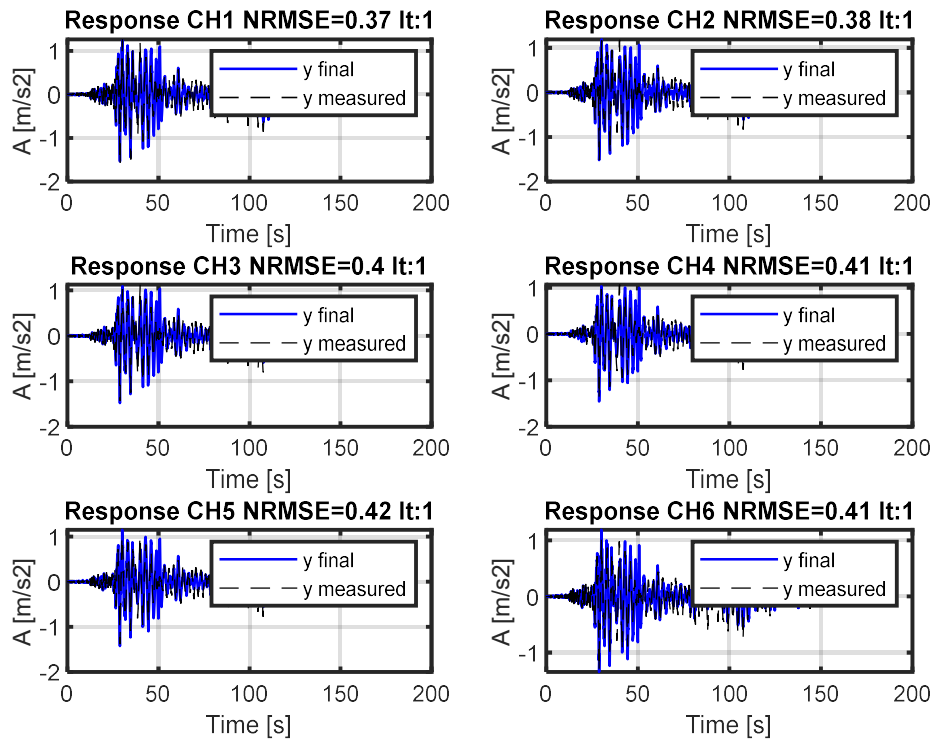 Response CH1 NRMSE=0.37 It:1
y final
y measured
A [m/s2]
1
0
-1
-2
0 50 100 150 200
Time [s]
Response CH2 NRMSE=0.38 It:1
y final
y measured
A [m/s2]
1
0
-1
-2
0 50 100 150 200
Time [s]
Response CH3 NRMSE=0.4 It:1
y final
y measured
A [m/s2]
1
0
-1
-2
0 50 100 150 200
Time [s]
Response CH4 NRMSE=0.41 It:1
y final
y measured
A [m/s2]
1
0
-1
-2
0 50 100 150 200
Time [s]
Response CH5 NRMSE=0.42 It:1
y final
y measured
A [m/s2]
1
0
-1
-2
0 50 100 150 200
Time [s]
Response CH6 NRMSE=0.41 It:1
y final
y measured
A [m/s2]
1
0
-1
0 50 100 150 200
Time [s]